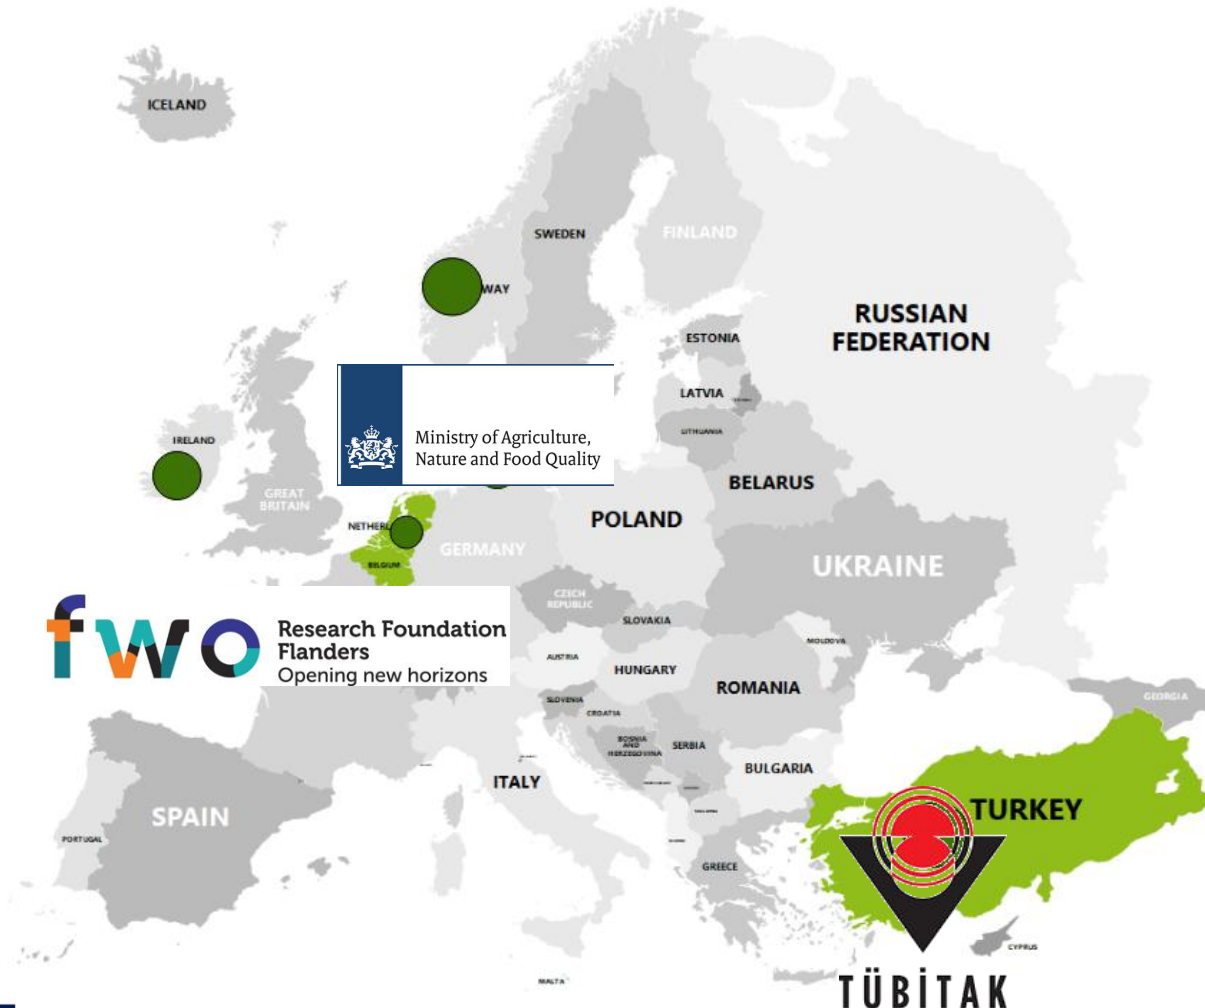 ICELAND
SWEDEN
FINLAND
WAY
RUSSIAN
FEDERATION
ESTONIA
LATVIA
LITHUANIA
IRELAND
GREAT
BRITAIN
Ministry of Agriculture,
Nature and Food Quality
BELARUS
POLAND
NETHERL
GERMANY
BELGIUM
UKRAINE
CZECH
REPUBLIC
SLOVAKIA
fwo
Research Foundation
Flanders
Opening new horizons
MOLDOVA
AUSTRIA
HUNGARY
ROMANIA
SLOVENIA
CROATIA
GEORGIA
BOSNIA
AND
HERZEGOVINA
SERBIA
BULGARIA
ITALY
SPAIN
PORTUGAL
TURKEY
GREECE
CYPRUS
MALTA
TÜBİTAK